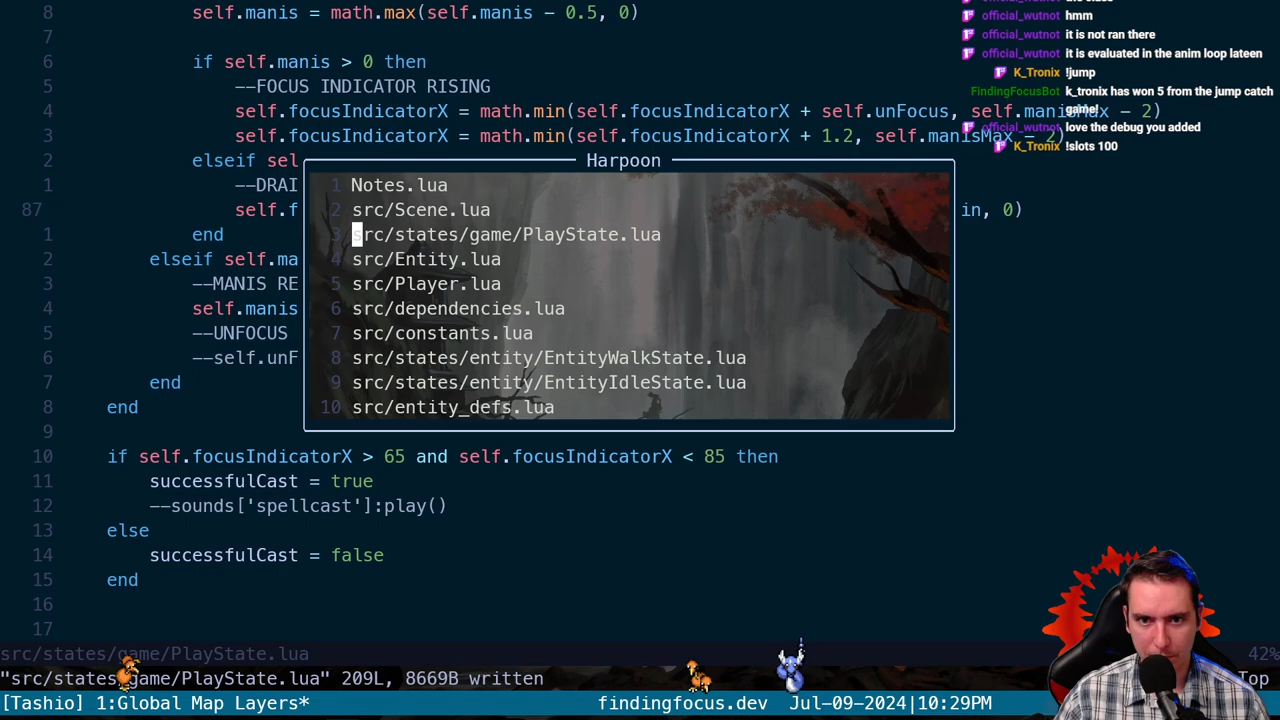 8 self.manis = math.max(self.manis - 0.5, 0)
7
6 if self.manis > 0 then
5 --FOCUS INDICATOR RISING
4 self.focusIndicatorX = math.min(self.focusIndicatorX + self.unFocus, self.manisMax - 2)
3 self.focusIndicatorX = math.min(self.focusIndicatorX + 1.2, self.manisMax - 2)
2 elseif sel
1 --DRAI
87 self.f in, 0)
1 end
2 elseif self.ma
3 --MANIS RE
4 self.manis
5 --UNFOCUS
6 --self.unF
7 end
8 end
9
10 if self.focusIndicatorX > 65 and self.focusIndicatorX < 85 then
11 successfulCast = true
12 --sounds['spellcast']:play()
13 else
14 successfulCast = false
15 end
16
17
Harpoon
1 Notes.lua
2 src/Scene.lua
3 src/states/game/PlayState.lua
4 src/Entity.lua
5 src/Player.lua
6 src/dependencies.lua
7 src/constants.lua
8 src/states/entity/EntityWalkState.lua
9 src/states/entity/EntityIdleState.lua
10 src/entity_defs.lua
official_wutnot hmm
official_wutnot it is not ran there
official_wutnot it is evaluated in the anim loop lateen
K_Tronix !jump
FindingFocusBot k_tronix has won 5 from the jump catch
game!
official_wutnot love the debug you added
K_Tronix !slots 100
src/states/game/PlayState.lua 42%
"src/states/game/PlayState.lua" 209L, 8669B written Top
[Tashio] 1:Global Map Layers* findingfocus.dev Jul-09-2024|10:29PM